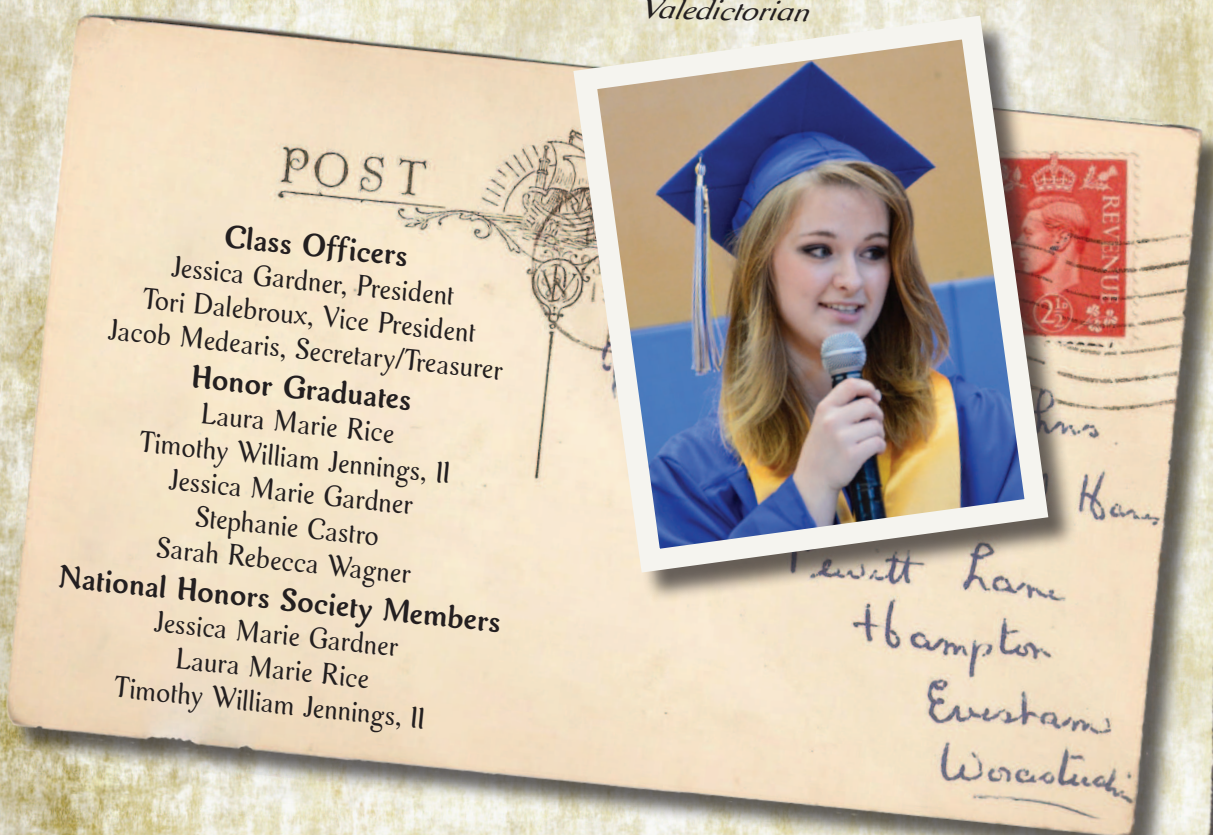 Valedictorian
POST
Class Officers
Jessica Gardner, President
Tori Dalebroux, Vice President
Jacob Medearis, Secretary/Treasurer
Honor Graduates
Laura Marie Rice
Timothy William Jennings, II
Jessica Marie Gardner
Stephanie Castro
Sarah Rebecca Wagner
National Honors Society Members
Jessica Marie Gardner
Laura Marie Rice
Timothy William Jennings, II
REVENUE
2½D
Lane
Hampton